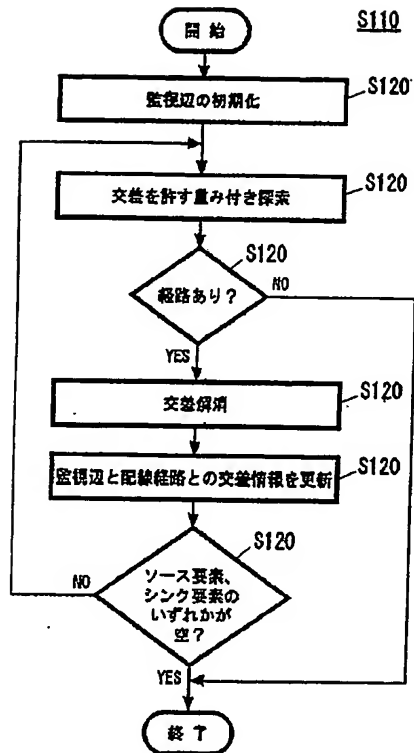 S110
開始
S120
監視辺の初期化
S120
交差を許す重み付き探索
S120
経路あり？
NO
YES
S120
交差解消
S120
監視辺と配線経路との交差情報を更新
S120
ソース要素、
シンク要素の
いずれかが
空？
NO
YES
終了